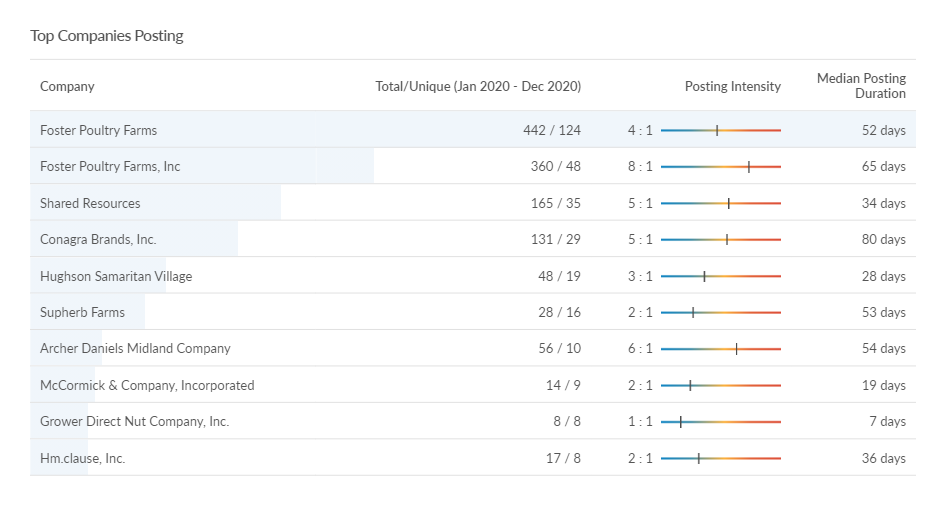 Top Companies Posting
Company Total/Unique (Jan 2020 - Dec 2020) Posting Intensity Median Posting Duration
Foster Poultry Farms 442 / 124 4 : 1 52 days
Foster Poultry Farms, Inc 360 / 48 8 : 1 65 days
Shared Resources 165 / 35 5 : 1 34 days
Conagra Brands, Inc. 131 / 29 5 : 1 80 days
Hughson Samaritan Village 48 / 19 3 : 1 28 days
Supherb Farms 28 / 16 2 : 1 53 days
Archer Daniels Midland Company 56 / 10 6 : 1 54 days
McCormick & Company, Incorporated 14 / 9 2 : 1 19 days
Grower Direct Nut Company, Inc. 8 / 8 1 : 1 7 days
Hm.clause, Inc. 17 / 8 2 : 1 36 days